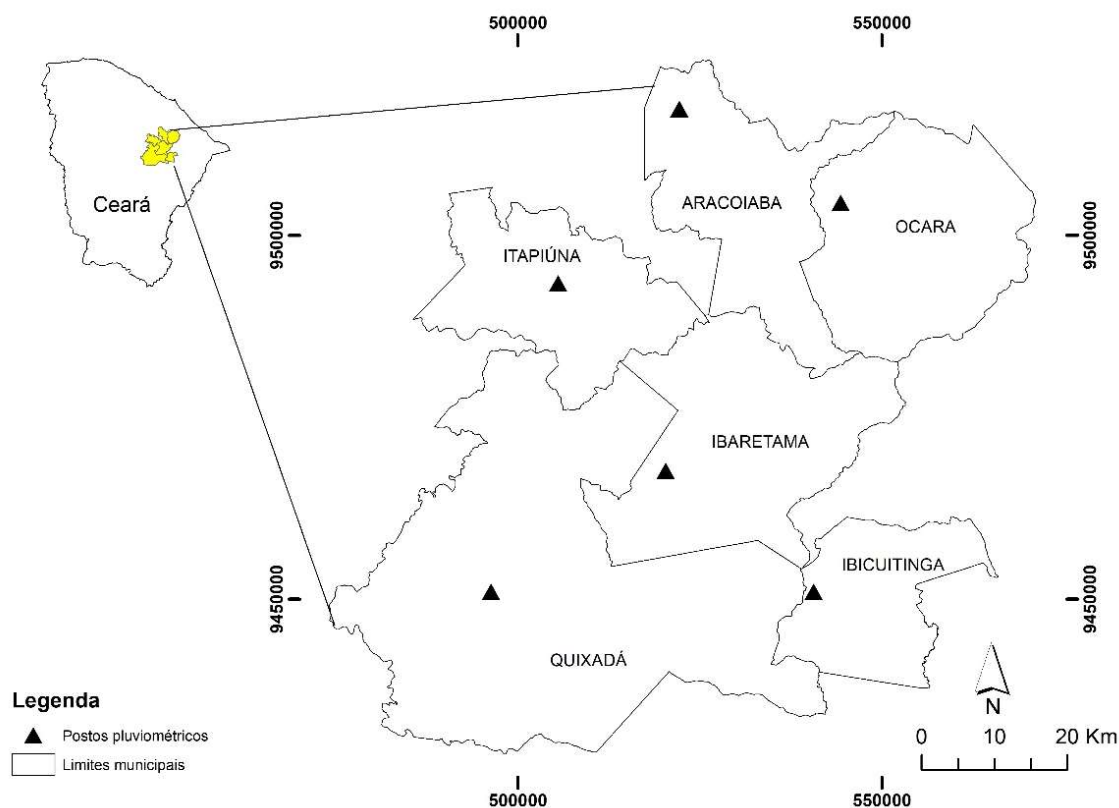 500000
550000
Ceará
ARACOIABA
OCARA
9500000
9500000
ITAPIÚNA
IBARETAMA
IBICUITINGA
9450000
9450000
QUIXADÁ
Legenda
Postos pluviométricos
Limites municipais
N
0 10 20 Km
500000
550000